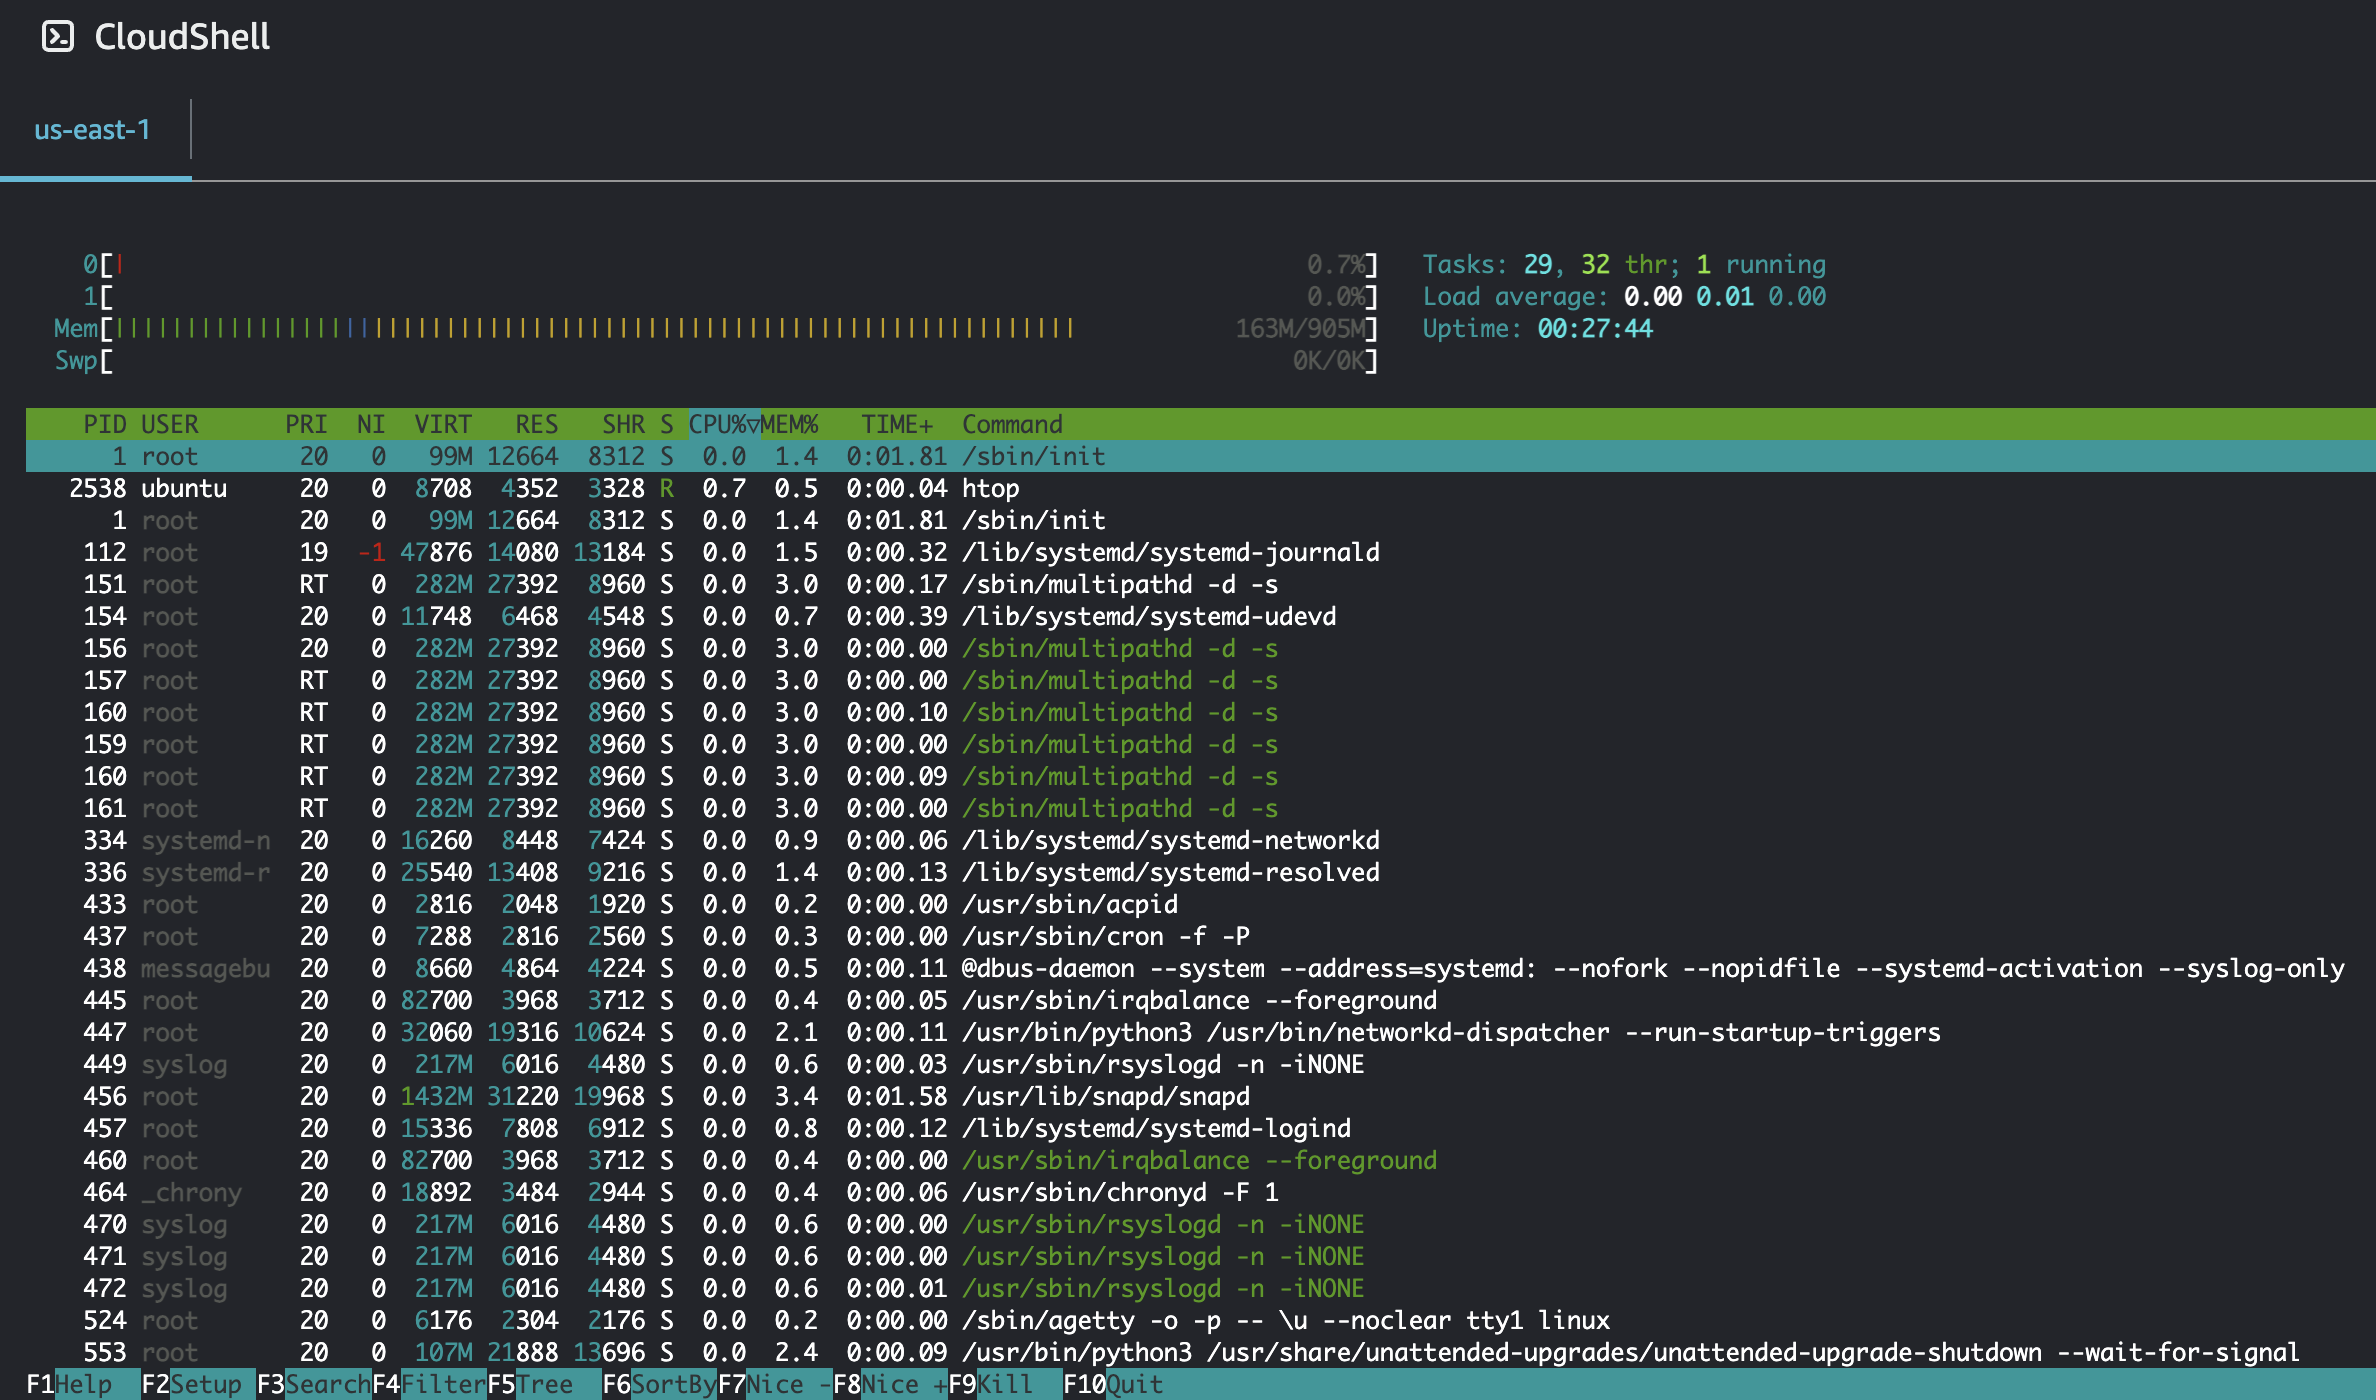 CloudShell
us-east-1
0[| 0.7%] Tasks: 29, 32 thr; 1 running
1[ 0.0%] Load average: 0.00 0.01 0.00
Mem[||||||||||||||||||||||||||||||||||||||||||||||||||||||||||||||||||| 163M/905M] Uptime: 00:27:44
Swp[ 0K/0K]
PID USER PRI NI VIRT RES SHR S CPU%▽MEM% TIME+ Command
1 root 20 0 99M 12664 8312 S 0.0 1.4 0:01.81 /sbin/init
2538 ubuntu 20 0 8708 4352 3328 R 0.7 0.5 0:00.04 htop
1 root 20 0 99M 12664 8312 S 0.0 1.4 0:01.81 /sbin/init
112 root 19 -1 47876 14080 13184 S 0.0 1.5 0:00.32 /lib/systemd/systemd-journald
151 root RT 0 282M 27392 8960 S 0.0 3.0 0:00.17 /sbin/multipathd -d -s
154 root 20 0 11748 6468 4548 S 0.0 0.7 0:00.39 /lib/systemd/systemd-udevd
156 root 20 0 282M 27392 8960 S 0.0 3.0 0:00.00 /sbin/multipathd -d -s
157 root RT 0 282M 27392 8960 S 0.0 3.0 0:00.00 /sbin/multipathd -d -s
160 root RT 0 282M 27392 8960 S 0.0 3.0 0:00.10 /sbin/multipathd -d -s
159 root RT 0 282M 27392 8960 S 0.0 3.0 0:00.00 /sbin/multipathd -d -s
160 root RT 0 282M 27392 8960 S 0.0 3.0 0:00.09 /sbin/multipathd -d -s
161 root RT 0 282M 27392 8960 S 0.0 3.0 0:00.00 /sbin/multipathd -d -s
334 systemd-n 20 0 16260 8448 7424 S 0.0 0.9 0:00.06 /lib/systemd/systemd-networkd
336 systemd-r 20 0 25540 13408 9216 S 0.0 1.4 0:00.13 /lib/systemd/systemd-resolved
433 root 20 0 2816 2048 1920 S 0.0 0.2 0:00.00 /usr/sbin/acpid
437 root 20 0 7288 2816 2560 S 0.0 0.3 0:00.00 /usr/sbin/cron -f -P
438 messagebu 20 0 8660 4864 4224 S 0.0 0.5 0:00.11 @dbus-daemon --system --address=systemd: --nofork --nopidfile --systemd-activation --syslog-only
445 root 20 0 82700 3968 3712 S 0.0 0.4 0:00.05 /usr/sbin/irqbalance --foreground
447 root 20 0 32060 19316 10624 S 0.0 2.1 0:00.11 /usr/bin/python3 /usr/bin/networkd-dispatcher --run-startup-triggers
449 syslog 20 0 217M 6016 4480 S 0.0 0.6 0:00.03 /usr/sbin/rsyslogd -n -iNONE
456 root 20 0 1432M 31220 19968 S 0.0 3.4 0:01.58 /usr/lib/snapd/snapd
457 root 20 0 15336 7808 6912 S 0.0 0.8 0:00.12 /lib/systemd/systemd-logind
460 root 20 0 82700 3968 3712 S 0.0 0.4 0:00.00 /usr/sbin/irqbalance --foreground
464 _chrony 20 0 18892 3484 2944 S 0.0 0.4 0:00.06 /usr/sbin/chronyd -F 1
470 syslog 20 0 217M 6016 4480 S 0.0 0.6 0:00.00 /usr/sbin/rsyslogd -n -iNONE
471 syslog 20 0 217M 6016 4480 S 0.0 0.6 0:00.00 /usr/sbin/rsyslogd -n -iNONE
472 syslog 20 0 217M 6016 4480 S 0.0 0.6 0:00.01 /usr/sbin/rsyslogd -n -iNONE
524 root 20 0 6176 2304 2176 S 0.0 0.2 0:00.00 /sbin/agetty -o -p -- \u --noclear tty1 linux
553 root 20 0 107M 21888 13696 S 0.0 2.4 0:00.09 /usr/bin/python3 /usr/share/unattended-upgrades/unattended-upgrade-shutdown --wait-for-signal
F1Help F2Setup F3SearchF4FilterF5Tree F6SortByF7Nice -F8Nice +F9Kill F10Quit